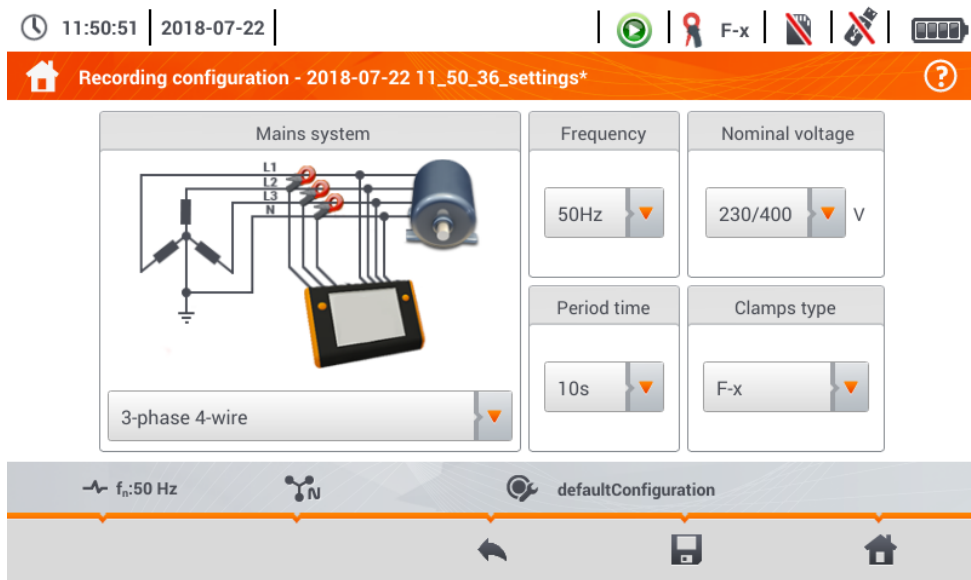 11:50:51 2018-07-22 F-x
Recording configuration - 2018-07-22 11_50_36_settings* ?
Mains system
L1
L2
L3
N
3-phase 4-wire
Frequency
50Hz
Nominal voltage
230/400 V
Period time
10s
Clamps type
F-x
fn:50 Hz N defaultConfiguration